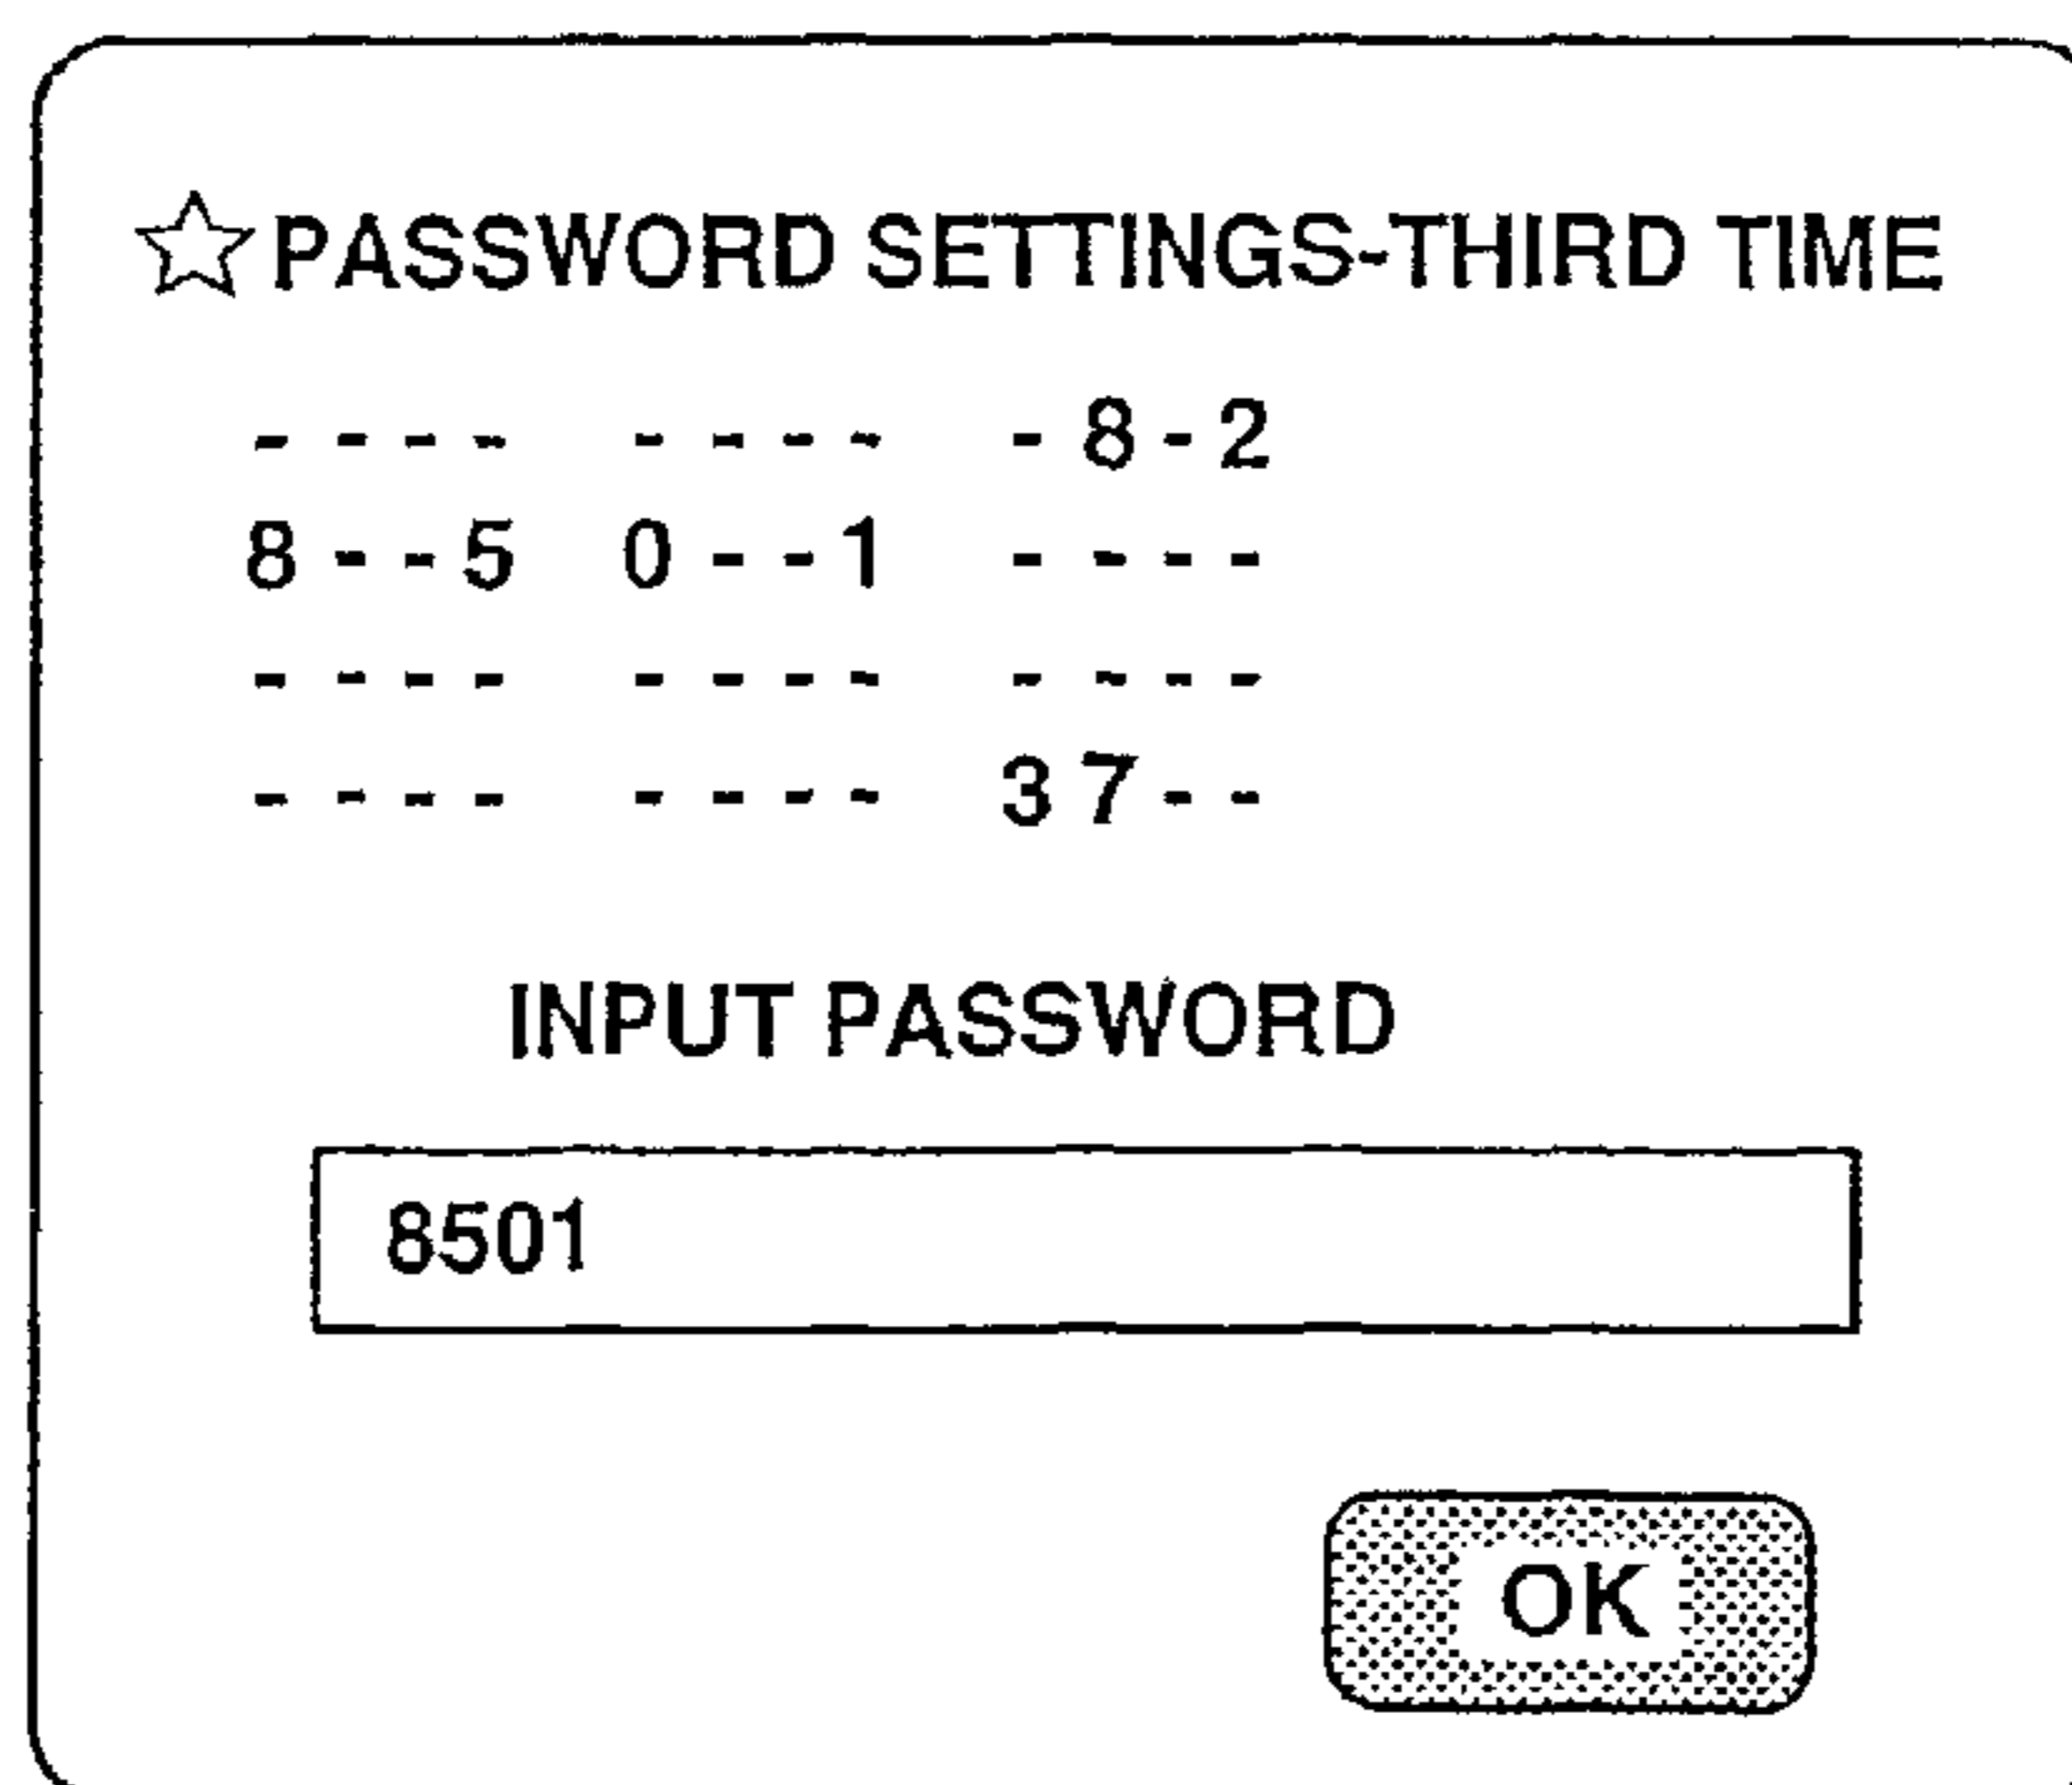 ☆PASSWORD SETTINGS-THIRD TIME
- - - - - - - - - 8 - 2
8 - - 5 0 - - 1 - - - -
- - - - - - - - - - - -
- - - - - - - - 3 7 - -
INPUT PASSWORD
8501
OK